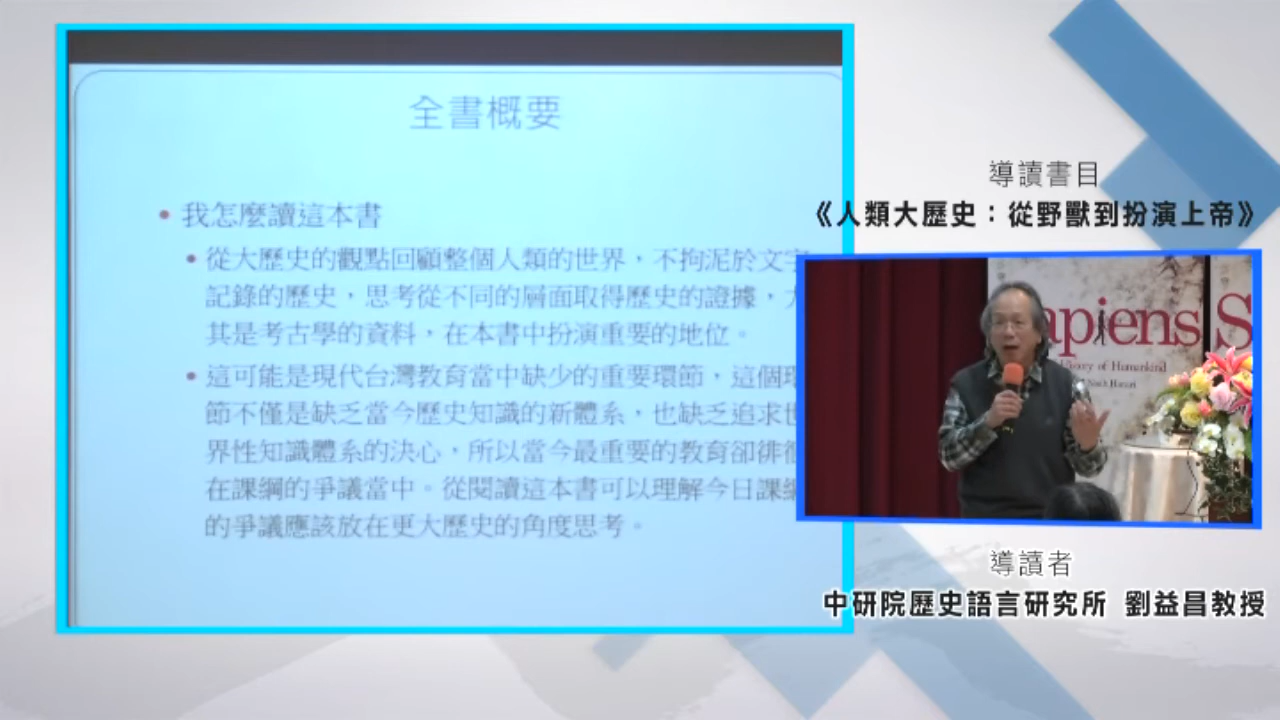 全書概要
• 我怎麼讀這本書
• 從大歷史的觀點回顧整個人類的世界，不拘泥於文字
記錄的歷史，思考從不同的層面取得歷史的證據，尤
其是考古學的資料，在本書中扮演重要的地位。
• 這可能是現代台灣教育當中缺少的重要環節，這個環
節不僅是缺乏當今歷史知識的新體系，也缺乏追求世
界性知識體系的決心，所以當今最重要的教育卻徘徊
在課綱的爭議當中。從閱讀這本書可以理解今日課綱
的爭議應該放在更大歷史的角度思考。
導讀書目
《人類大歷史：從野獸到扮演上帝》
apiens S
History of Humankind
Noah Harari
導讀者
中研院歷史語言研究所 劉益昌教授